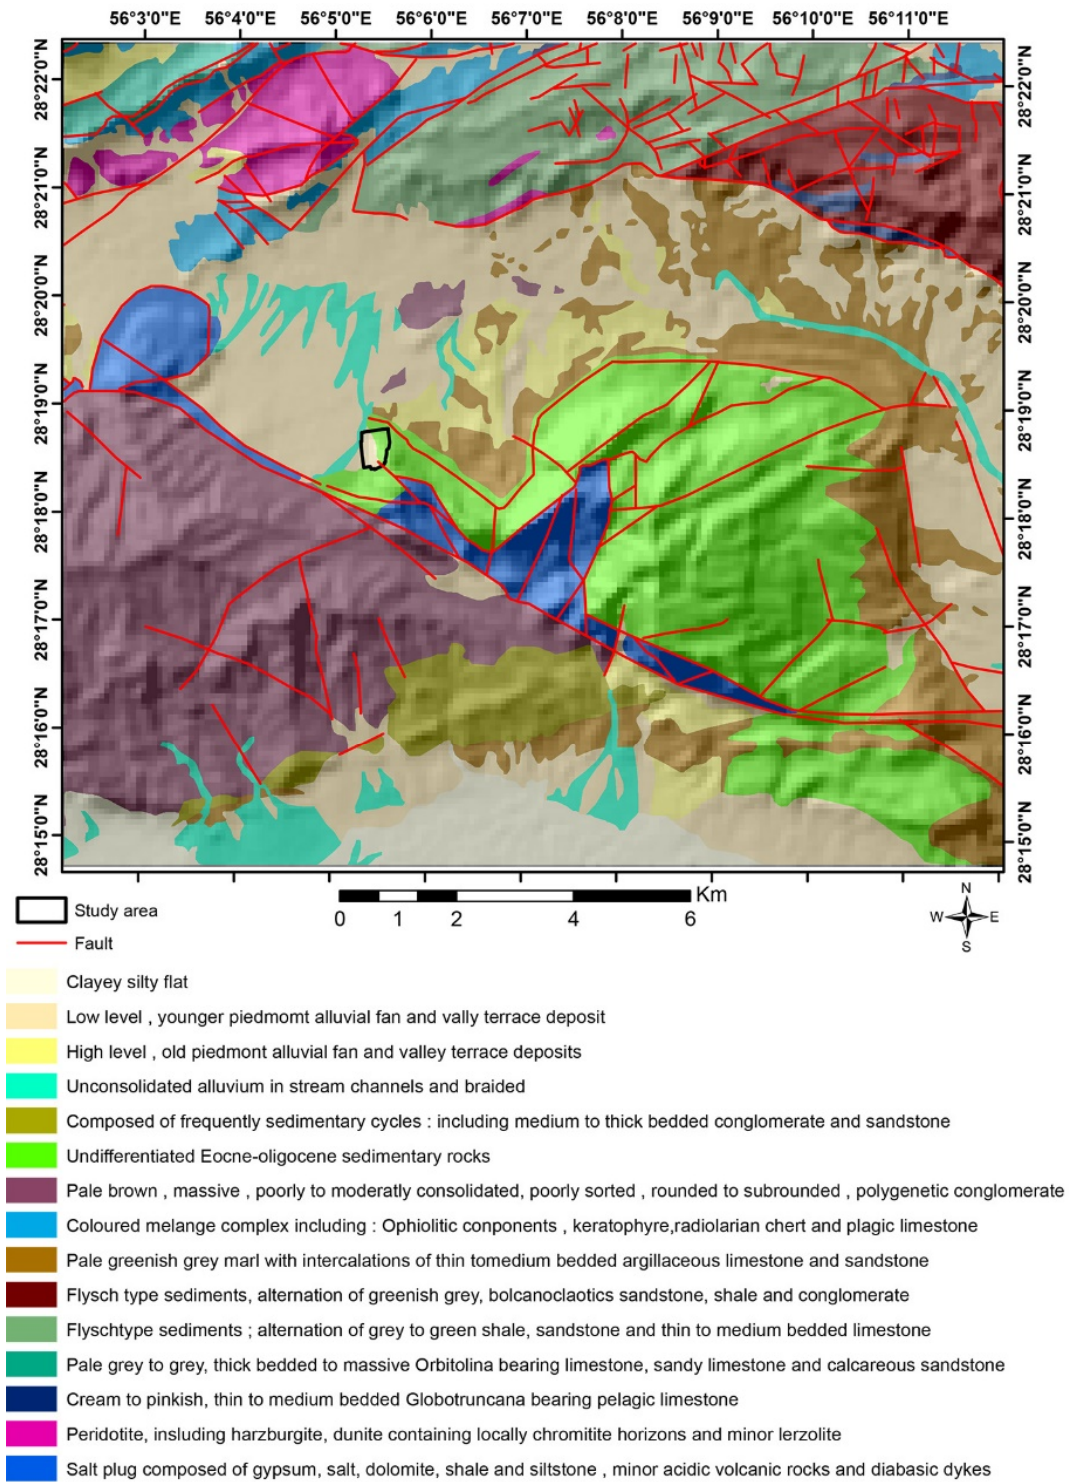 56°3'0"E 56°4'0"E 56°5'0"E 56°6'0"E 56°7'0"E 56°8'0"E 56°9'0"E 56°10'0"E 56°11'0"E
28°22'0"N
28°21'0"N
28°20'0"N
28°19'0"N
28°18'0"N
28°17'0"N
28°16'0"N
28°15'0"N
28°22'0"N
28°21'0"N
28°20'0"N
28°19'0"N
28°18'0"N
28°17'0"N
28°16'0"N
28°15'0"N
Study area
Fault
Km
0 1 2 4 6
N
W E
S
Clayey silty flat
Low level , younger piedmomt alluvial fan and vally terrace deposit
High level , old piedmont alluvial fan and valley terrace deposits
Unconsolidated alluvium in stream channels and braided
Composed of frequently sedimentary cycles : including medium to thick bedded conglomerate and sandstone
Undifferentiated Eocne-oligocene sedimentary rocks
Pale brown , massive , poorly to moderatly consolidated, poorly sorted , rounded to subrounded , polygenetic conglomerate
Coloured melange complex including : Ophiolitic conponents , keratophyre,radiolarian chert and plagic limestone
Pale greenish grey marl with intercalations of thin tomedium bedded argillaceous limestone and sandstone
Flysch type sediments, alternation of greenish grey, bolcanoclaotics sandstone, shale and conglomerate
Flyschtype sediments ; alternation of grey to green shale, sandstone and thin to medium bedded limestone
Pale grey to grey, thick bedded to massive Orbitolina bearing limestone, sandy limestone and calcareous sandstone
Cream to pinkish, thin to medium bedded Globotruncana bearing pelagic limestone
Peridotite, insluding harzburgite, dunite containing locally chromitite horizons and minor lerzolite
Salt plug composed of gypsum, salt, dolomite, shale and siltstone , minor acidic volcanic rocks and diabasic dykes